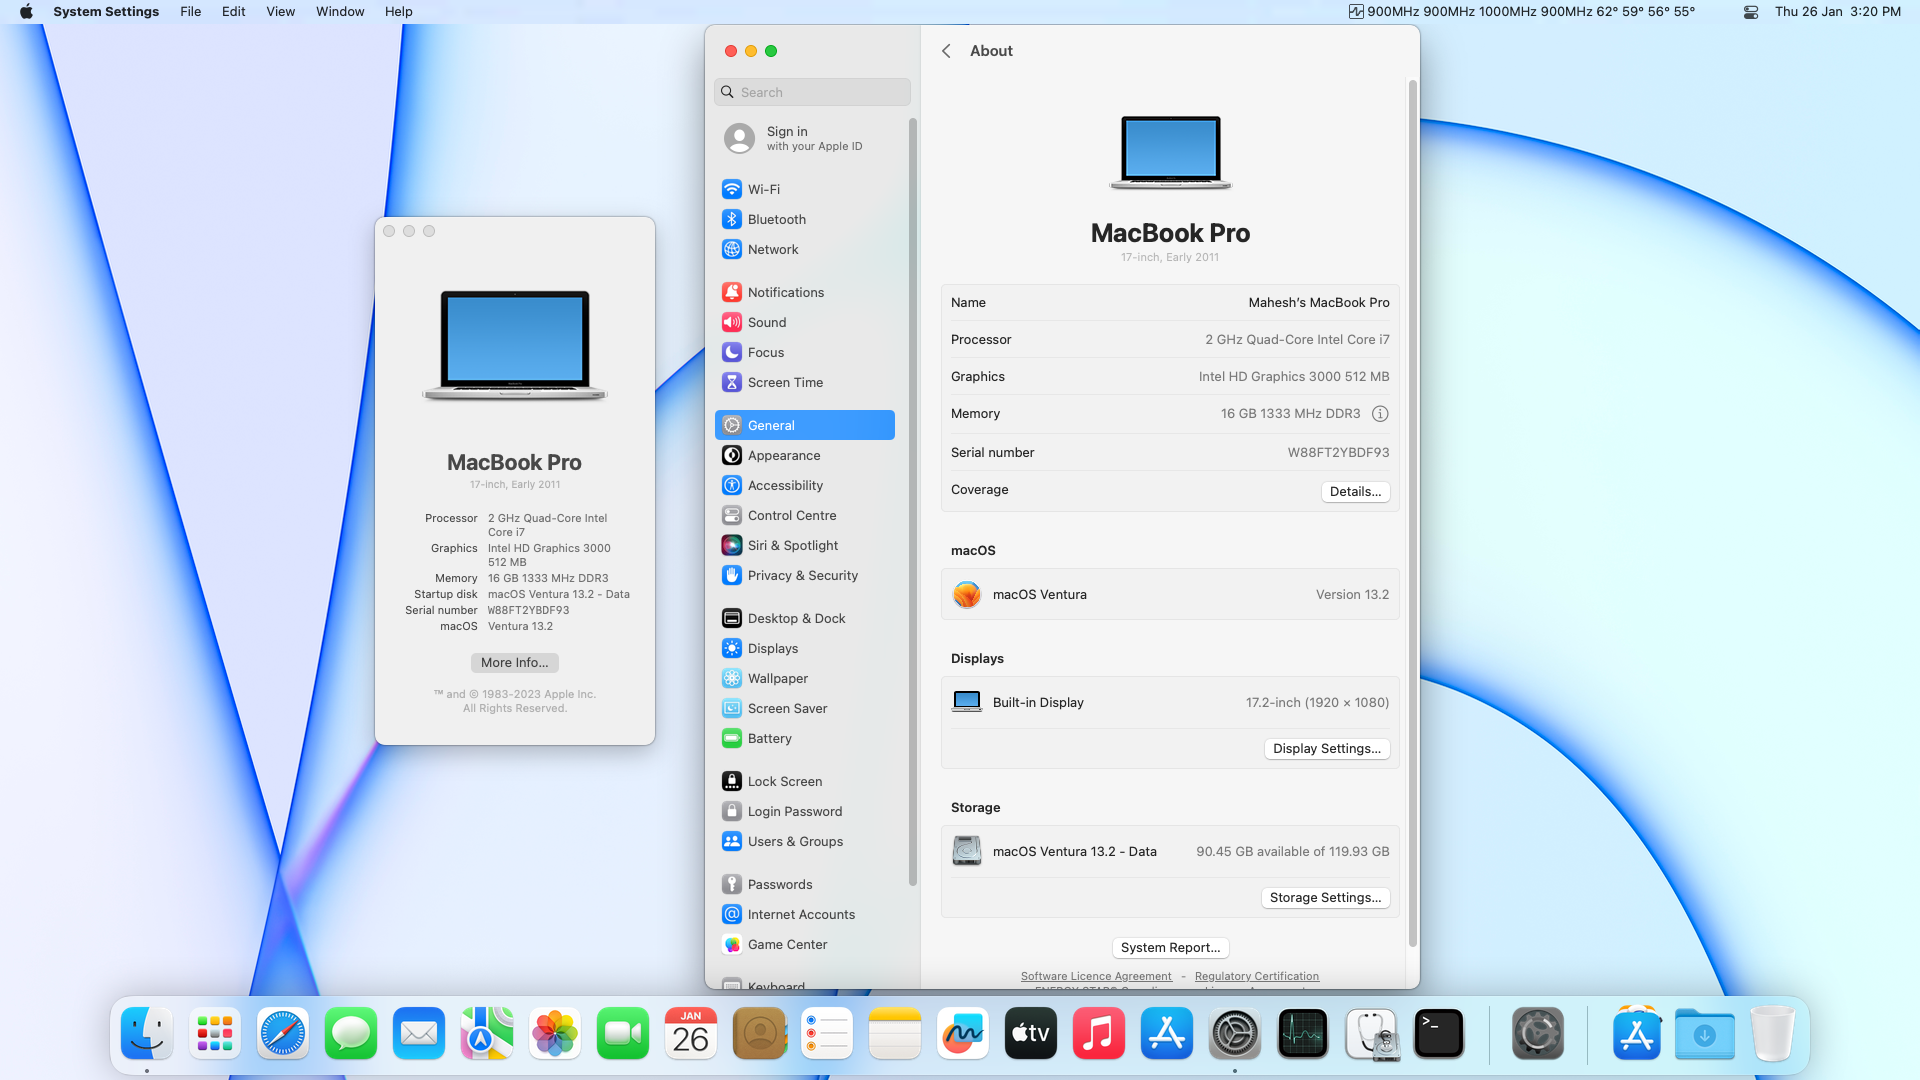 System Settings File Edit View Window Help
900MHz 900MHz 1000MHz 900MHz 62° 59° 56° 55°
Thu 26 Jan 3:20 PM
MacBook Pro
17-inch, Early 2011
Processor 2 GHz Quad-Core Intel
Core i7
Graphics Intel HD Graphics 3000
512 MB
Memory 16 GB 1333 MHz DDR3
Startup disk macOS Ventura 13.2 - Data
Serial number W88FT2YBDF93
macOS Ventura 13.2
More Info...
™ and © 1983-2023 Apple Inc.
All Rights Reserved.
Search
Sign in
with your Apple ID
Wi-Fi
Bluetooth
Network
Notifications
Sound
Focus
Screen Time
General
Appearance
Accessibility
Control Centre
Siri & Spotlight
Privacy & Security
Desktop & Dock
Displays
Wallpaper
Screen Saver
Battery
Lock Screen
Login Password
Users & Groups
Passwords
Internet Accounts
Game Center
Keyboard
About
MacBook Pro
17-inch, Early 2011
Name Mahesh's MacBook Pro
Processor 2 GHz Quad-Core Intel Core i7
Graphics Intel HD Graphics 3000 512 MB
Memory 16 GB 1333 MHz DDR3
Serial number W88FT2YBDF93
Coverage Details...
macOS
macOS Ventura Version 13.2
Displays
Built-in Display 17.2-inch (1920 × 1080)
Display Settings...
Storage
macOS Ventura 13.2 - Data 90.45 GB available of 119.93 GB
Storage Settings...
System Report...
Software Licence Agreement - Regulatory Certification
JAN
26
tv
>_